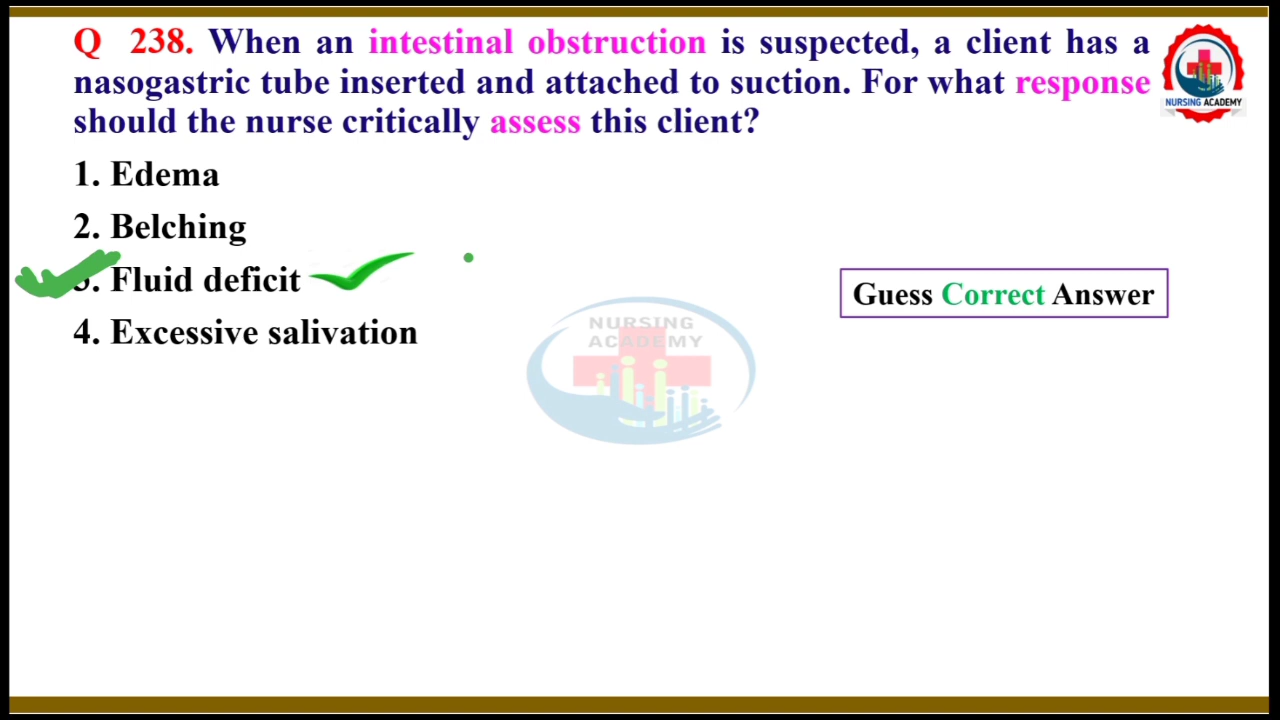 Q 238. When an intestinal obstruction is suspected, a client has a
nasogastric tube inserted and attached to suction. For what response
should the nurse critically assess this client?
NURSING ACADEMY
1. Edema
2. Belching
3. Fluid deficit
4. Excessive salivation
Guess Correct Answer
NURSING
ACADEMY